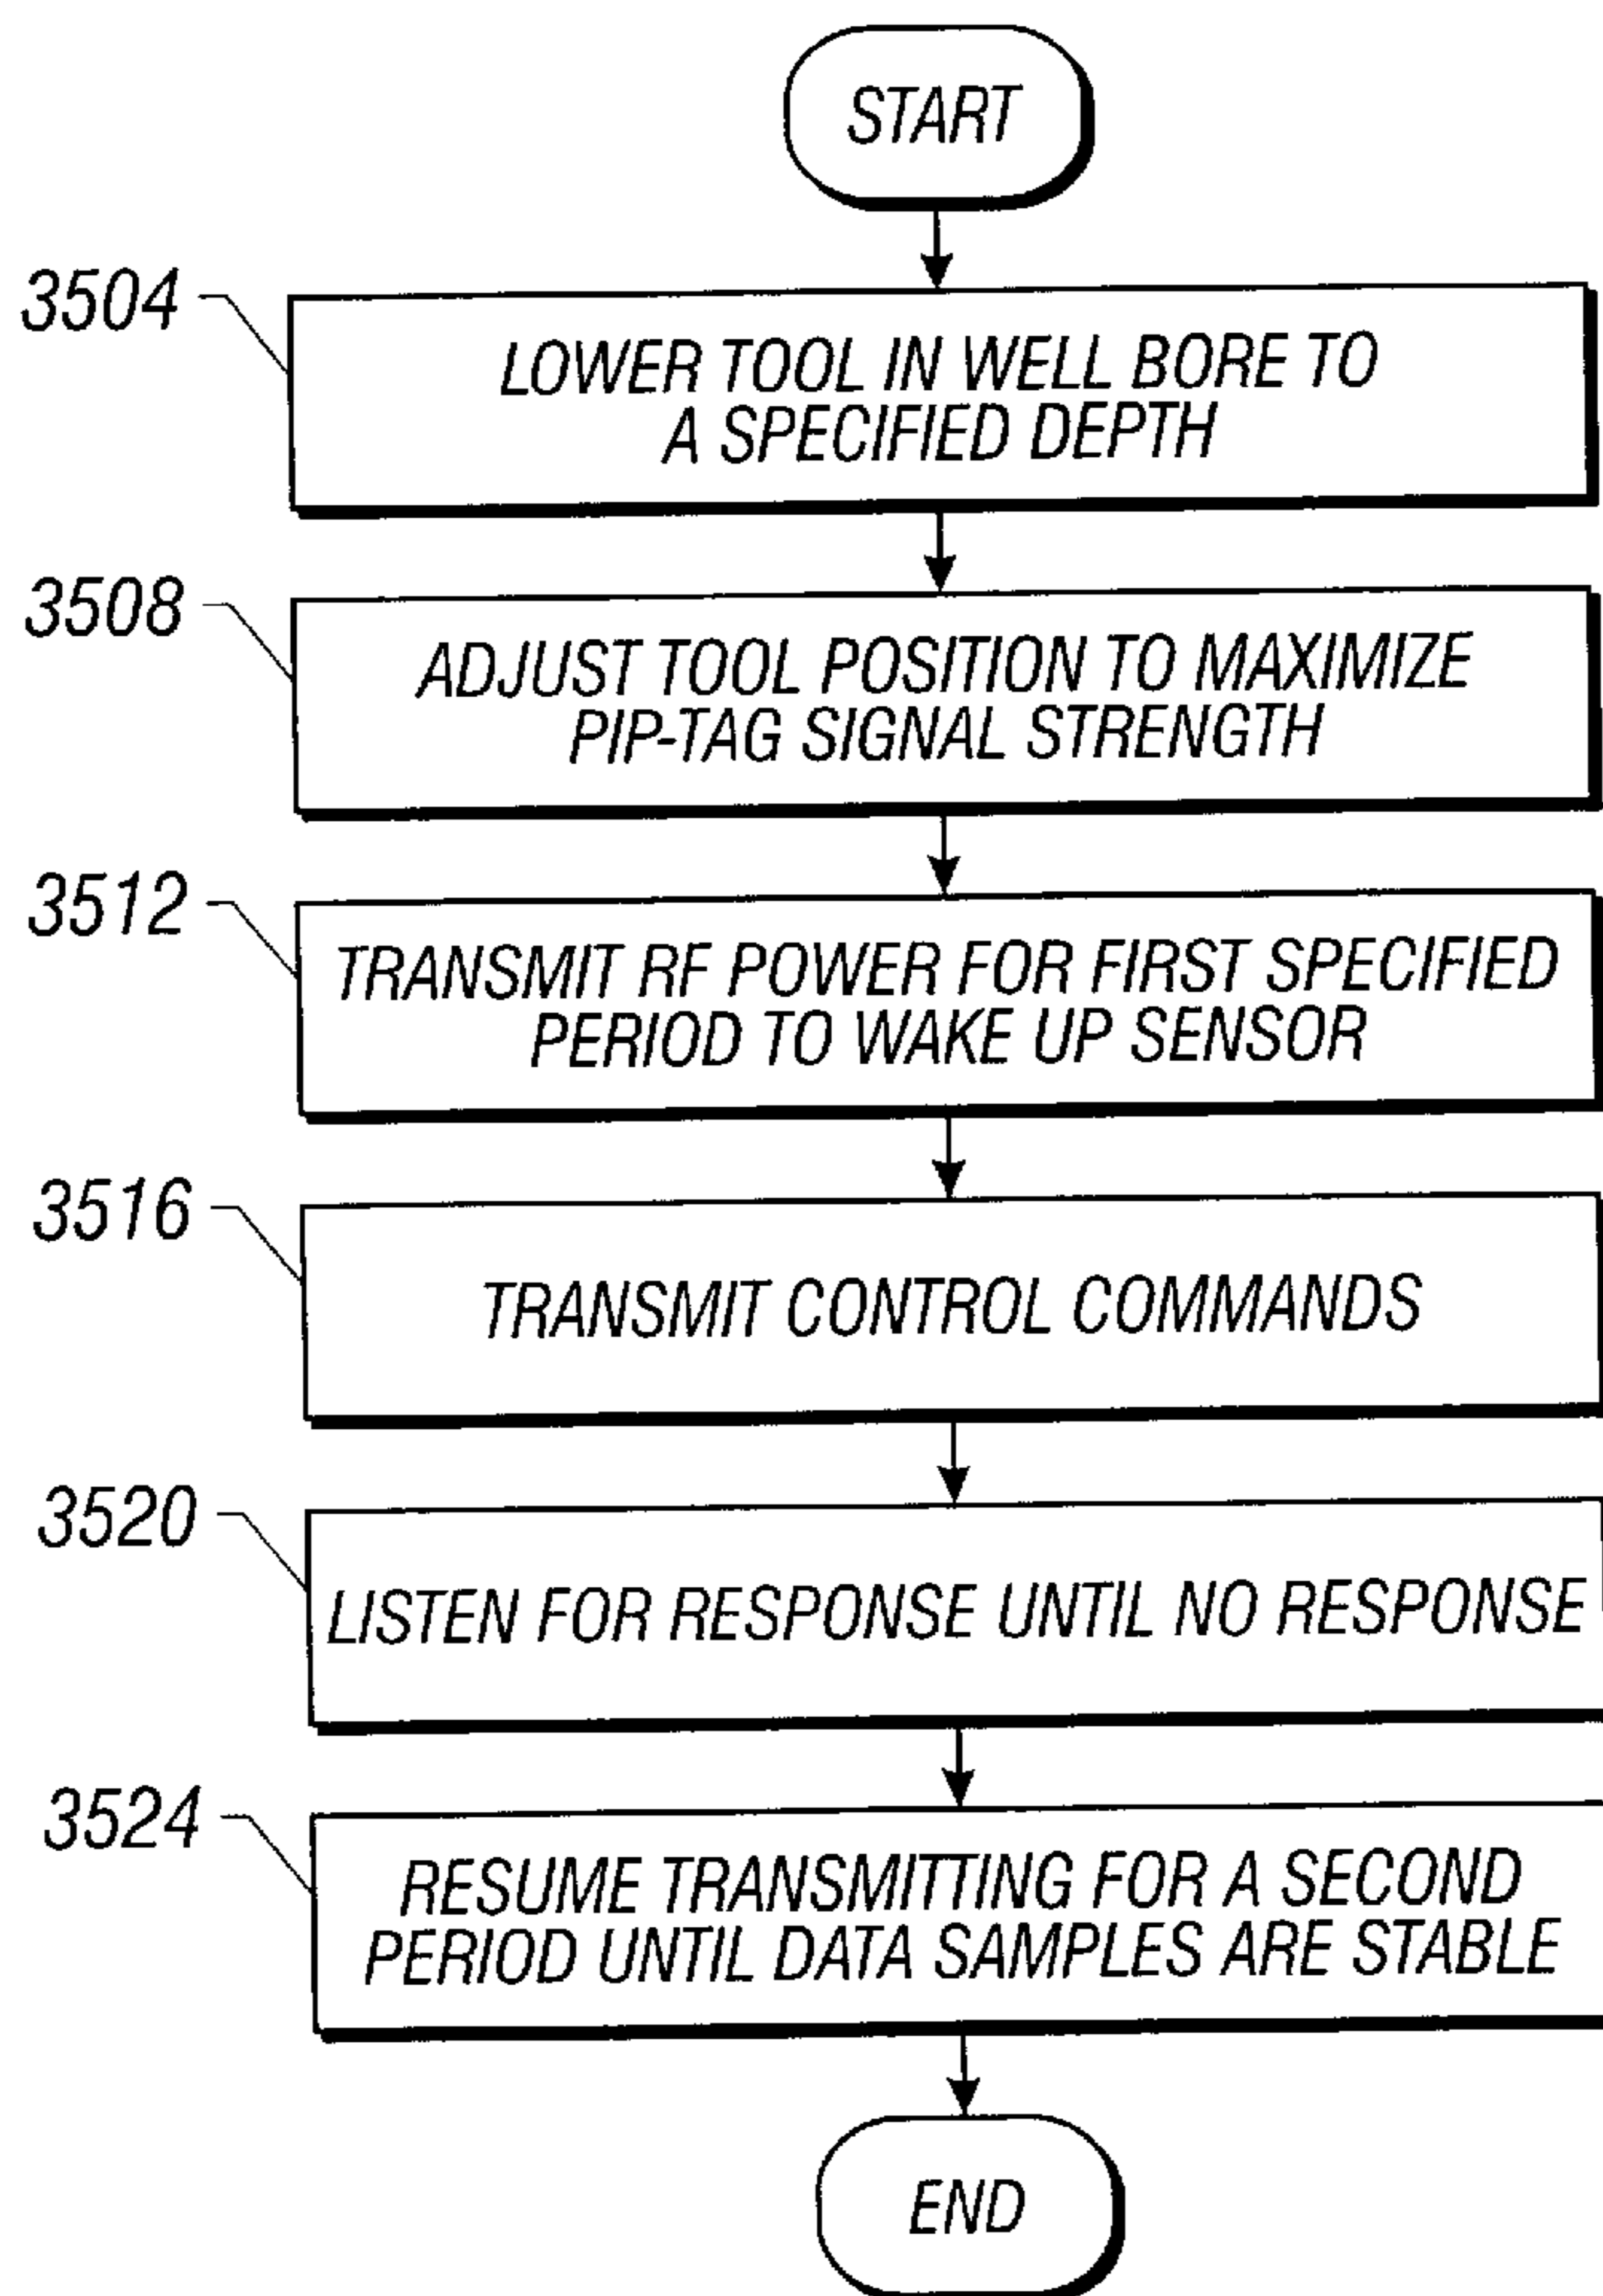 START
3504
LOWER TOOL IN WELL BORE TO
A SPECIFIED DEPTH
3508
ADJUST TOOL POSITION TO MAXIMIZE
PIP-TAG SIGNAL STRENGTH
3512
TRANSMIT RF POWER FOR FIRST SPECIFIED
PERIOD TO WAKE UP SENSOR
3516
TRANSMIT CONTROL COMMANDS
3520
LISTEN FOR RESPONSE UNTIL NO RESPONSE
3524
RESUME TRANSMITTING FOR A SECOND
PERIOD UNTIL DATA SAMPLES ARE STABLE
END